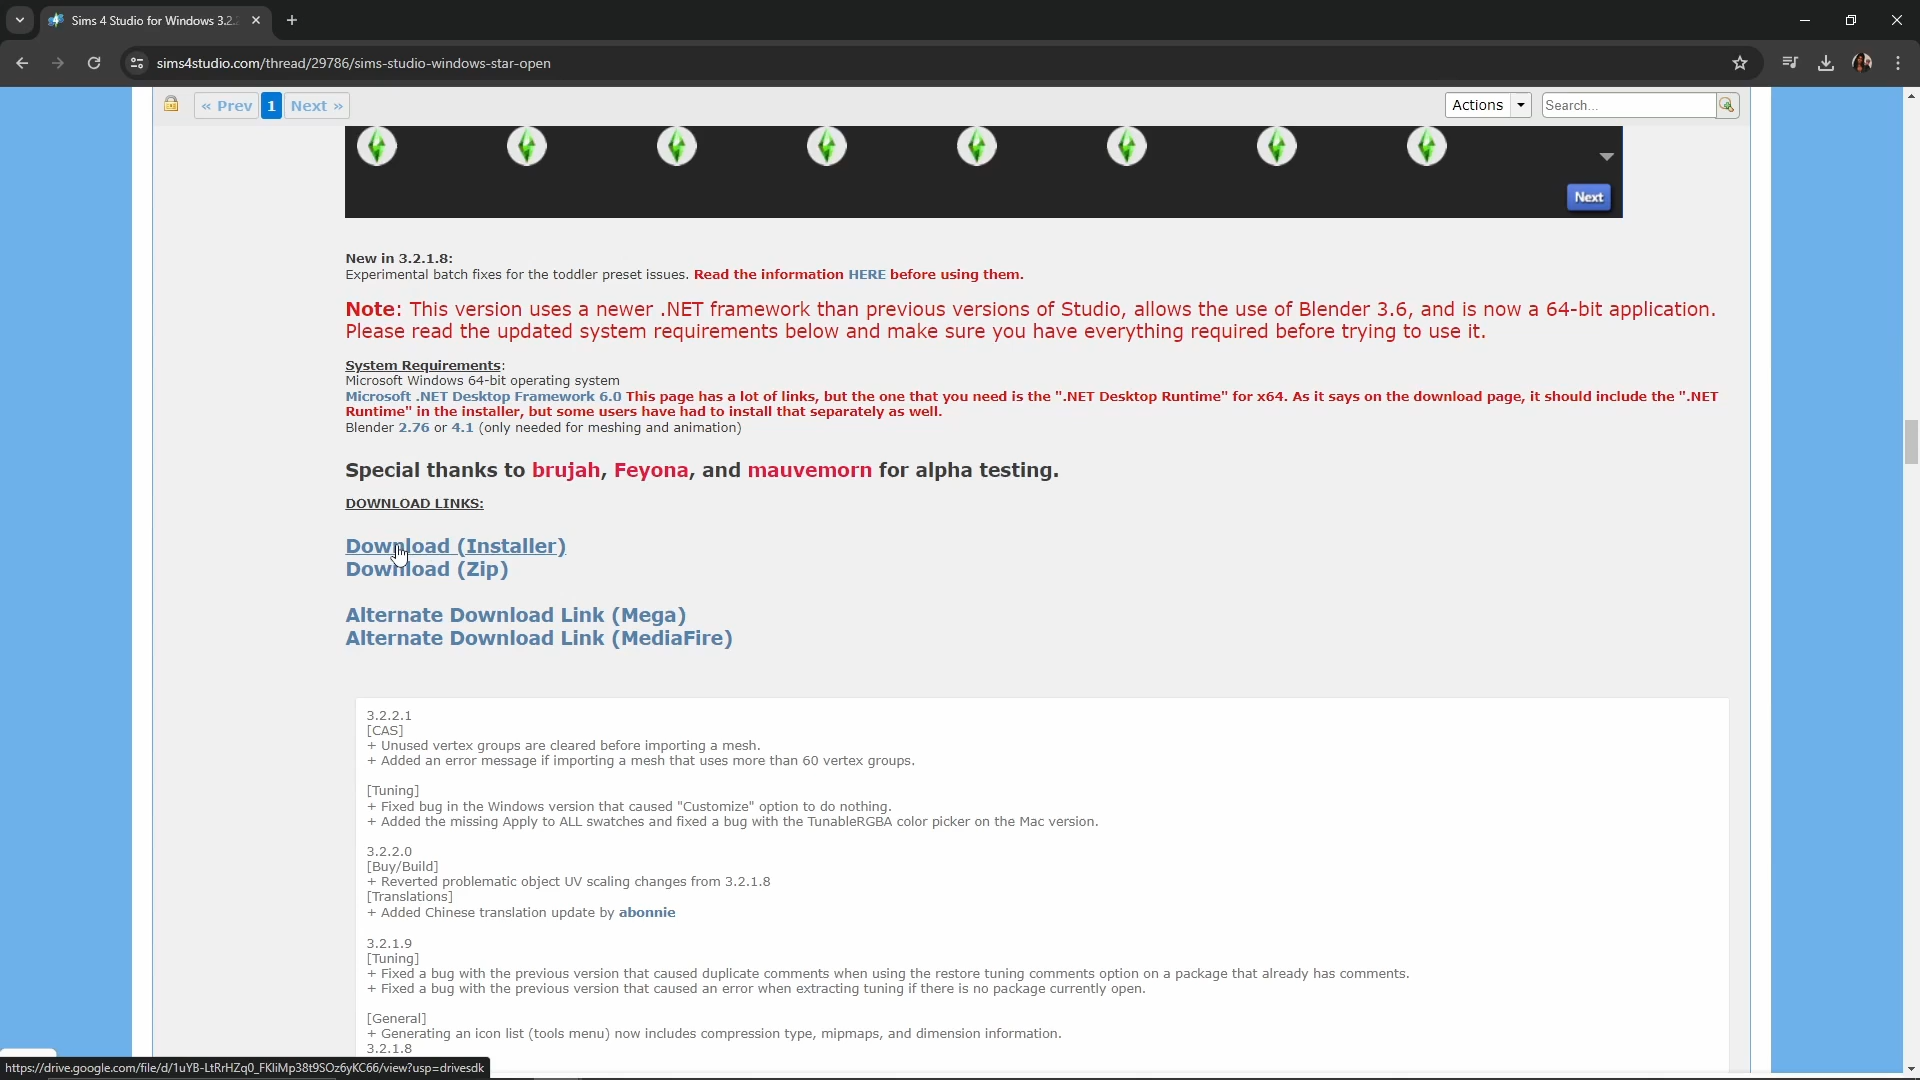 Sims 4 Studio for Windows 3.2.2
sims4studio.com/thread/29786/sims-studio-windows-star-open
« Prev 1 Next » Actions Search...
Next
New in 3.2.1.8:
Experimental batch fixes for the toddler preset issues. Read the information HERE before using them.
Note: This version uses a newer .NET framework than previous versions of Studio, allows the use of Blender 3.6, and is now a 64-bit application.
Please read the updated system requirements below and make sure you have everything required before trying to use it.
System Requirements:
Microsoft Windows 64-bit operating system
Microsoft .NET Desktop Framework 6.0 This page has a lot of links, but the one that you need is the ".NET Desktop Runtime" for x64. As it says on the download page, it should include the ".NET
Runtime" in the installer, but some users have had to install that separately as well.
Blender 2.76 or 4.1 (only needed for meshing and animation)
Special thanks to brujah, Feyona, and mauvemorn for alpha testing.
DOWNLOAD LINKS:
Download (Installer)
Download (Zip)
Alternate Download Link (Mega)
Alternate Download Link (MediaFire)
3.2.2.1
[CAS]
+ Unused vertex groups are cleared before importing a mesh.
+ Added an error message if importing a mesh that uses more than 60 vertex groups.
[Tuning]
+ Fixed bug in the Windows version that caused "Customize" option to do nothing.
+ Added the missing Apply to ALL swatches and fixed a bug with the TunableRGBA color picker on the Mac version.
3.2.2.0
[Buy/Build]
+ Reverted problematic object UV scaling changes from 3.2.1.8
[Translations]
+ Added Chinese translation update by abonnie
3.2.1.9
[Tuning]
+ Fixed a bug with the previous version that caused duplicate comments when using the restore tuning comments option on a package that already has comments.
+ Fixed a bug with the previous version that caused an error when extracting tuning if there is no package currently open.
[General]
+ Generating an icon list (tools menu) now includes compression type, mipmaps, and dimension information.
3.2.1.8
https://drive.google.com/file/d/1uYB-LtRrHZq0_FKliMp38t9SOz6yKC66/view?usp=drivesdk